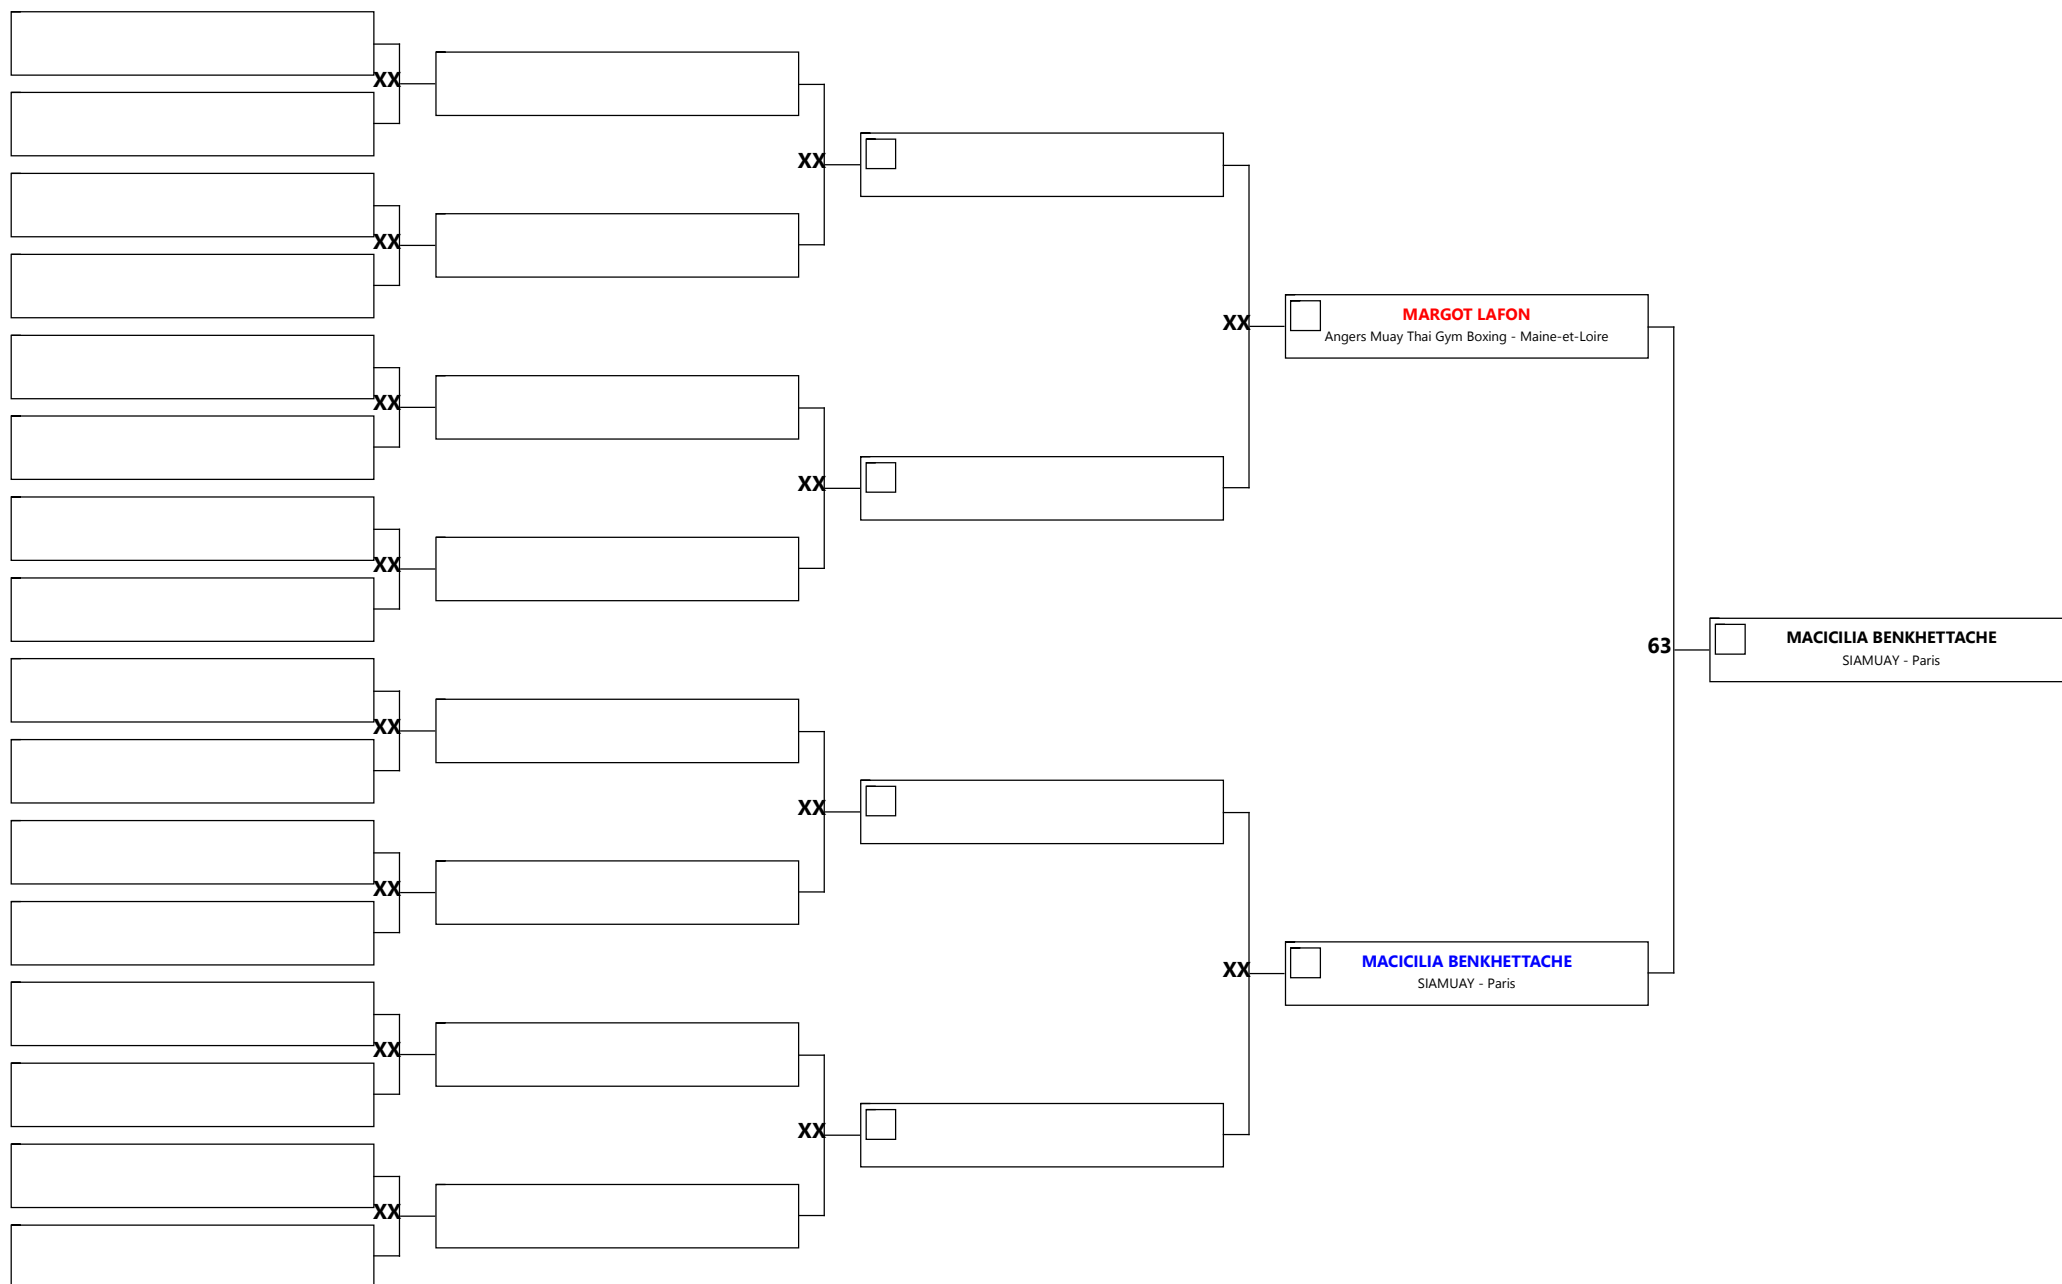 XX
XX
XX
XX
XX
XX
XX
XX
XX
XX
XX
XX
XX
MARGOT LAFON
Angers Muay Thai Gym Boxing - Maine-et-Loire
XX
MACICILIA BENKHETTACHE
SIAMUAY - Paris
63
MACICILIA BENKHETTACHE
SIAMUAY - Paris